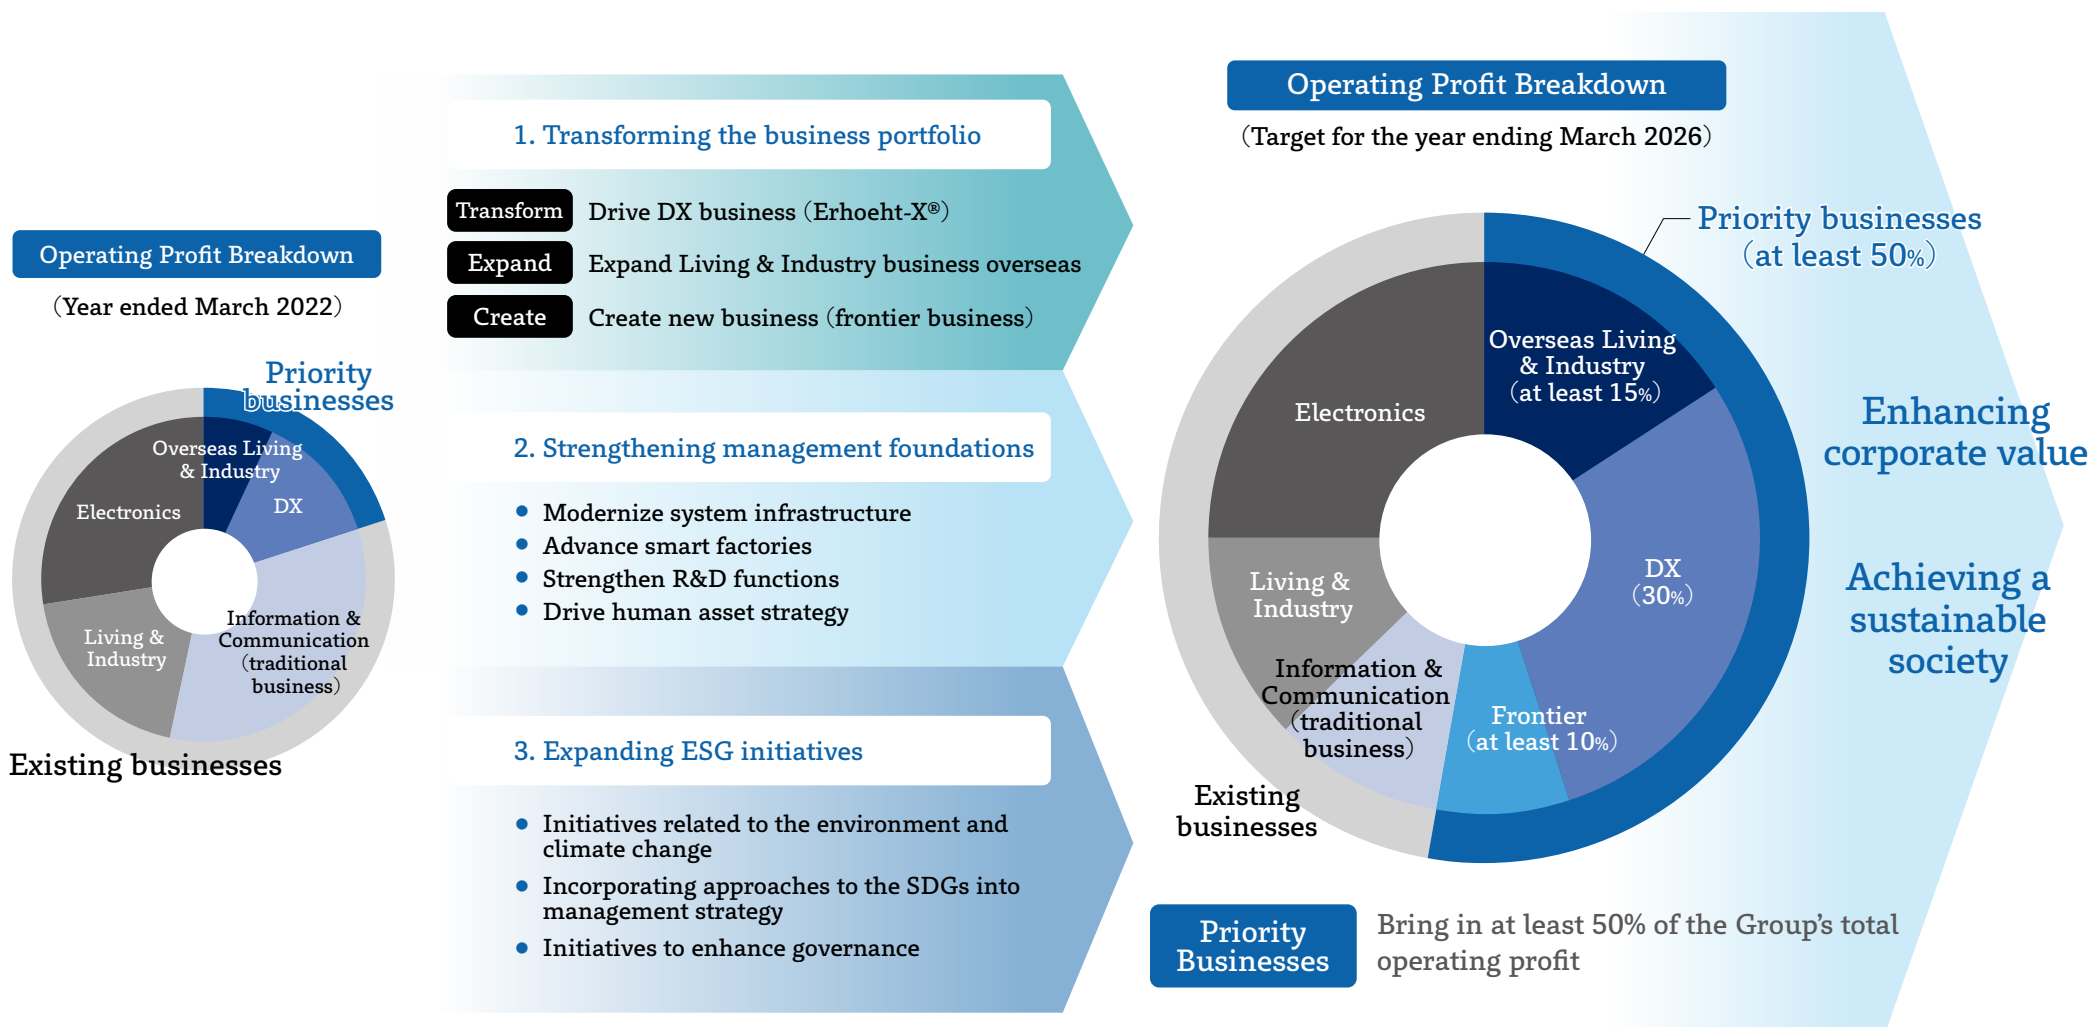 Operating Profit Breakdown
（Year ended March 2022）
Priority
businesses
Overseas Living
& Industry
DX
Electronics
Information &
Communication
（traditional
business）
Living &
Industry
Existing businesses
1. Transforming the business portfolio
Transform Drive DX business（Erhoeht-X®）
Expand Expand Living & Industry business overseas
Create Create new business（frontier business）
2. Strengthening management foundations
● Modernize system infrastructure
● Advance smart factories
● Strengthen R&D functions
● Drive human asset strategy
3. Expanding ESG initiatives
● Initiatives related to the environment and
climate change
● Incorporating approaches to the SDGs into
management strategy
● Initiatives to enhance governance
Operating Profit Breakdown
（Target for the year ending March 2026）
Priority businesses
（at least 50%）
Overseas Living
& Industry
（at least 15%）
Electronics
DX
（30%）
Living &
Industry
Information &
Communication
（traditional
business）
Frontier
（at least 10%）
Existing
businesses
Enhancing
corporate value
Achieving a
sustainable
society
Priority
Businesses
Bring in at least 50% of the Group’s total
operating profit